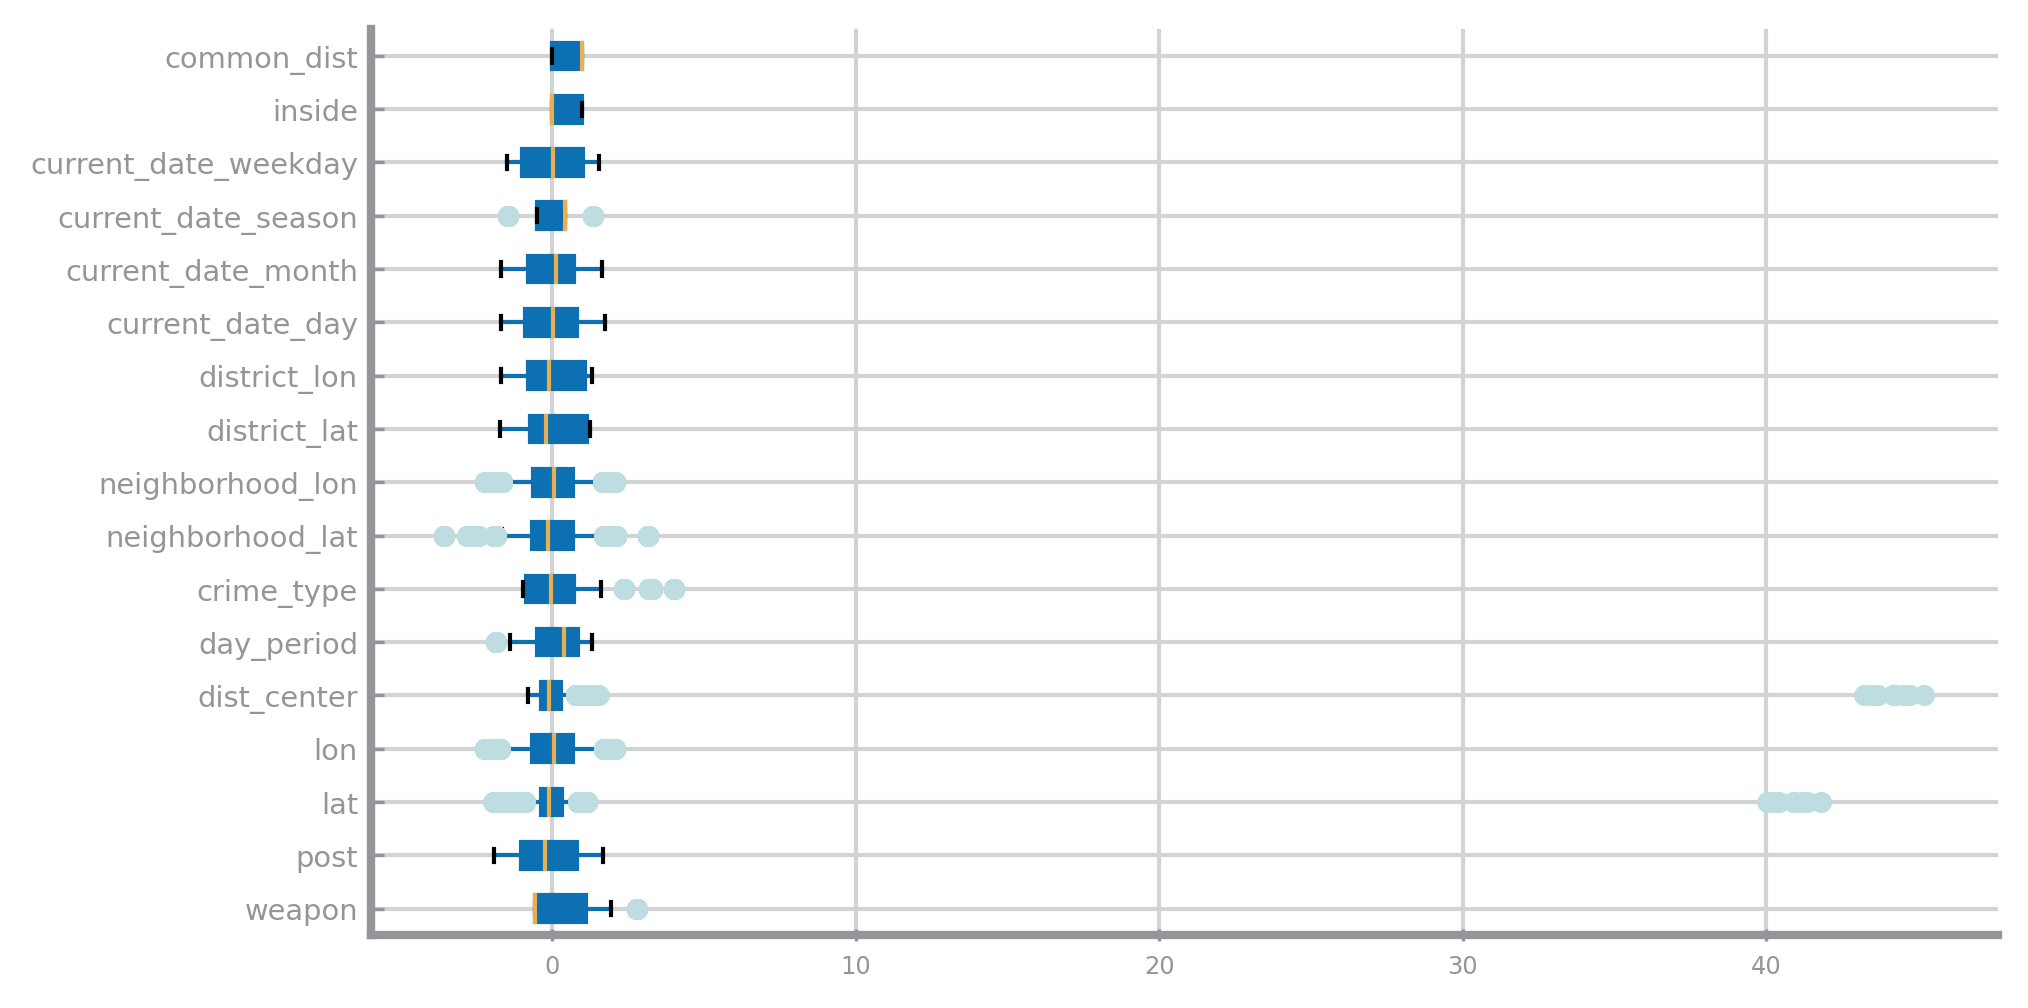 common_dist
inside
current_date_weekday
current_date_season
current_date_month
current_date_day
district_lon
district_lat
neighborhood_lon
neighborhood_lat
crime_type
day_period
dist_center
lon
lat
post
weapon
0 10 20 30 40